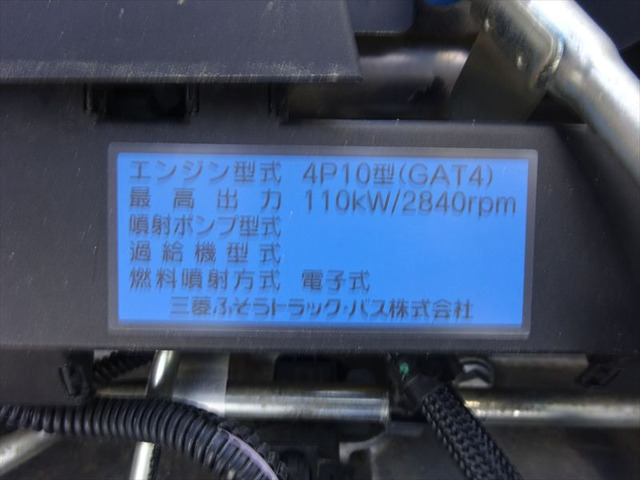 エンジン型式 4P10型(GAT4)
最高出力 110kW/2840rpm
噴射ポンプ型式
過給機型式
燃料噴射方式 電子式
三菱ふそうトラック・バス株式会社